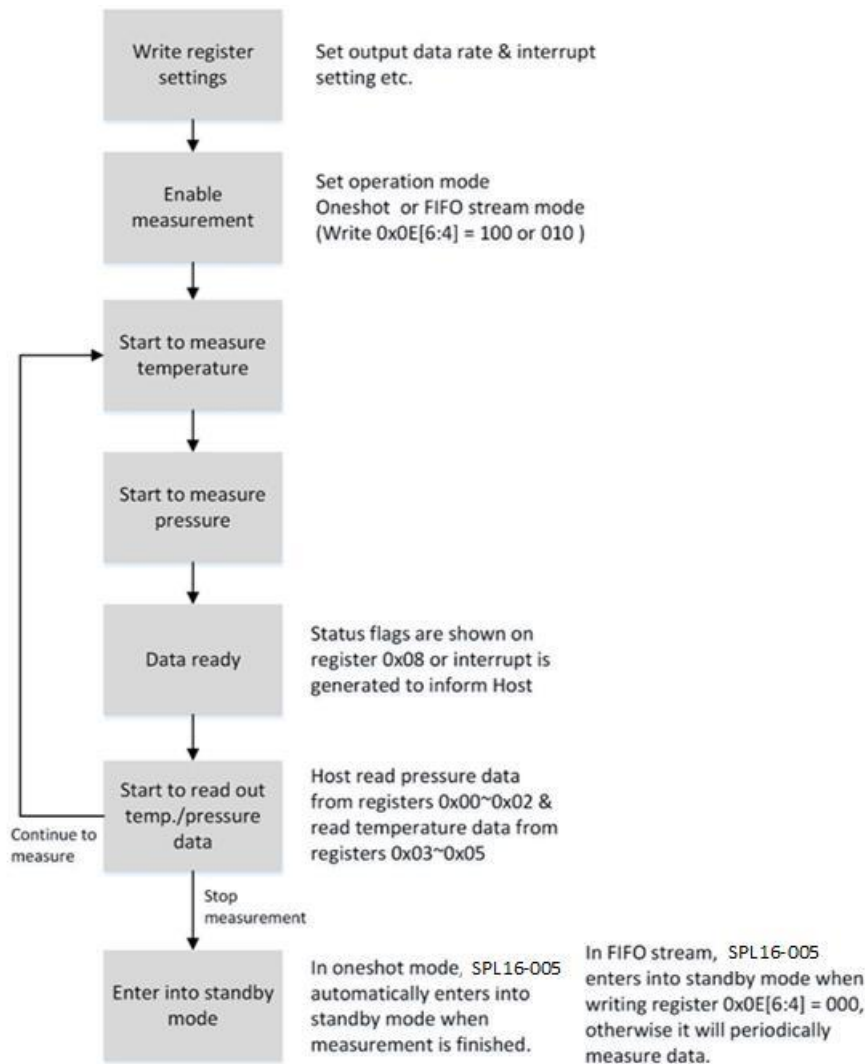 Write register
settings
Set output data rate & interrupt
setting etc.
Enable
measurement
Set operation mode
Oneshot or FIFO stream mode
(Write 0x0E[6:4] = 100 or 010 )
Start to measure
temperature
Start to measure
pressure
Data ready
Status flags are shown on
register 0x08 or interrupt is
generated to inform Host
Start to read out
temp./pressure
data
Host read pressure data
from registers 0x00~0x02 &
read temperature data from
registers 0x03~0x05
Continue to
measure
Stop
measurement
Enter into standby
mode
In oneshot mode, SPL16-005
automatically enters into
standby mode when
measurement is finished.
In FIFO stream, SPL16-005
enters into standby mode when
writing register 0x0E[6:4] = 000,
otherwise it will periodically
measure data.